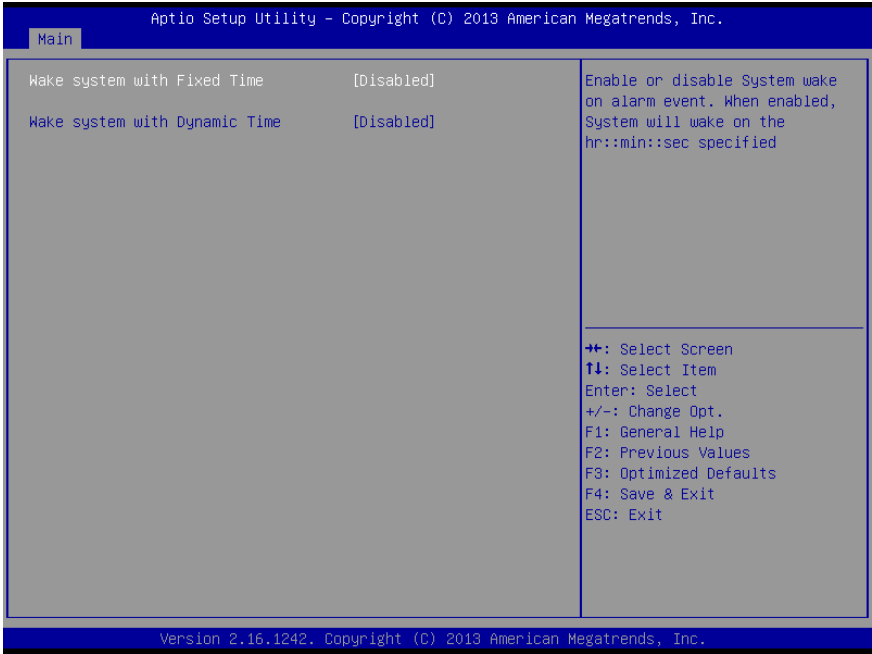 Aptio Setup Utility – Copyright (C) 2013 American Megatrends, Inc.
Main
Wake system with Fixed Time [Disabled]
Wake system with Dynamic Time [Disabled]
Enable or disable System wake
on alarm event. When enabled,
System will wake on the
hr::min::sec specified
→←: Select Screen
↑↓: Select Item
Enter: Select
+/-: Change Opt.
F1: General Help
F2: Previous Values
F3: Optimized Defaults
F4: Save & Exit
ESC: Exit
Version 2.16.1242. Copyright (C) 2013 American Megatrends, Inc.